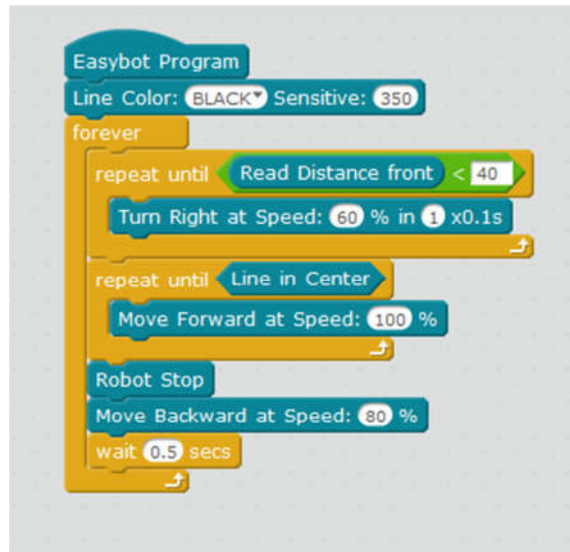 Easybot Program
Line Color: BLACK Sensitive: 350
forever
repeat until Read Distance front < 40
Turn Right at Speed: 60 % in 1 x0.1s
repeat until Line in Center
Move Forward at Speed: 100 %
Robot Stop
Move Backward at Speed: 80 %
wait 0.5 secs